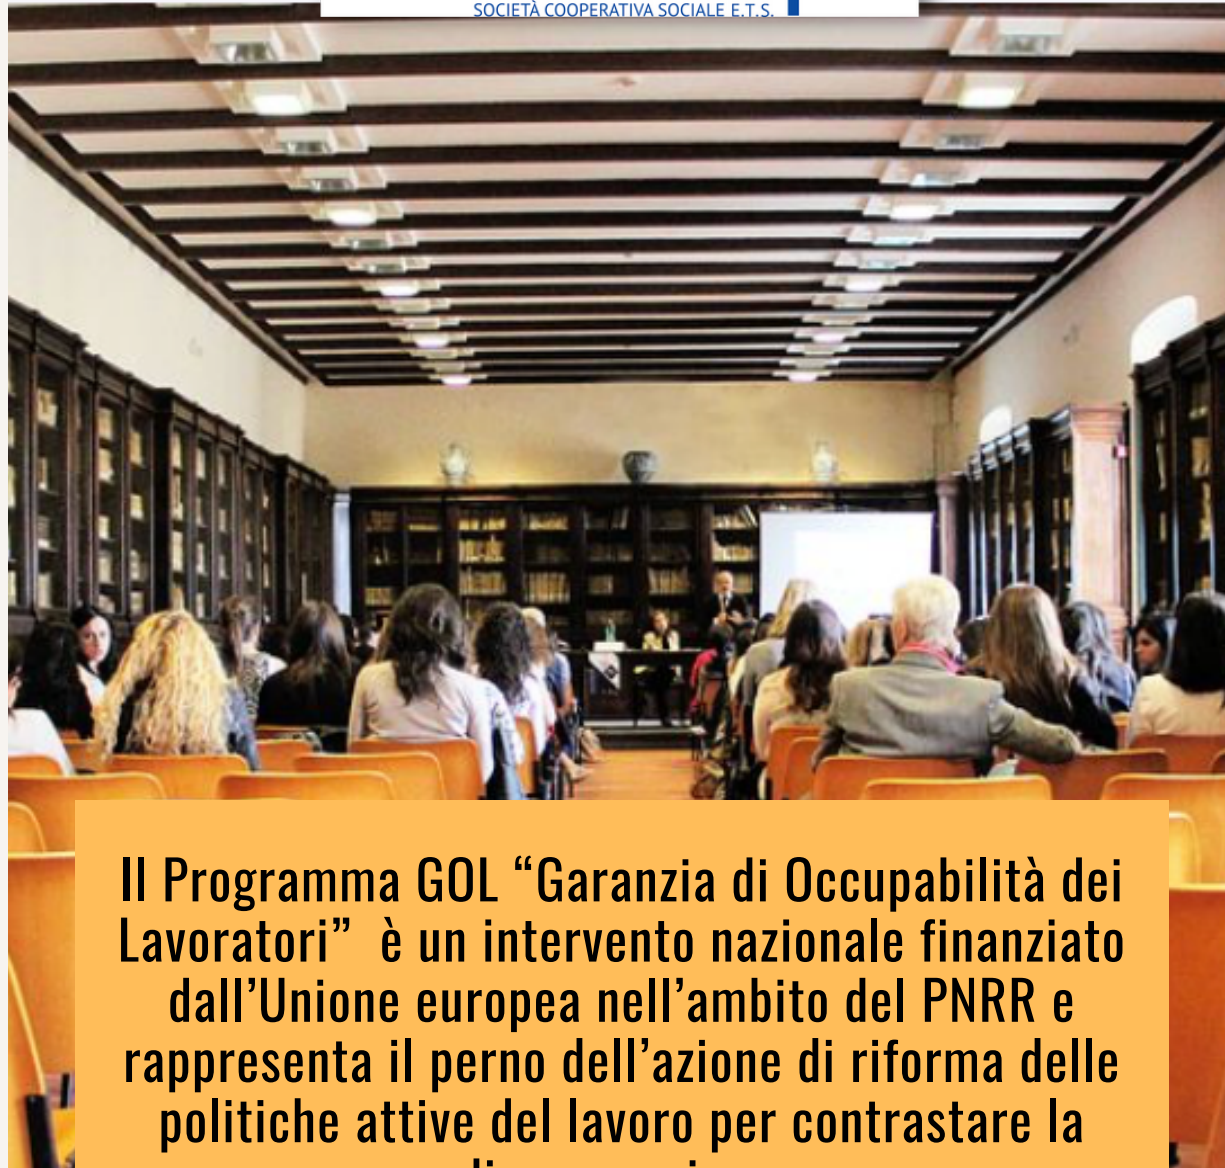 SOCIETÀ COOPERATIVA SOCIALE E.T.S.
Il Programma GOL “Garanzia di Occupabilità dei
Lavoratori”  è un intervento nazionale finanziato
dall’Unione europea nell’ambito del PNRR e
rappresenta il perno dell’azione di riforma delle
politiche attive del lavoro per contrastare la